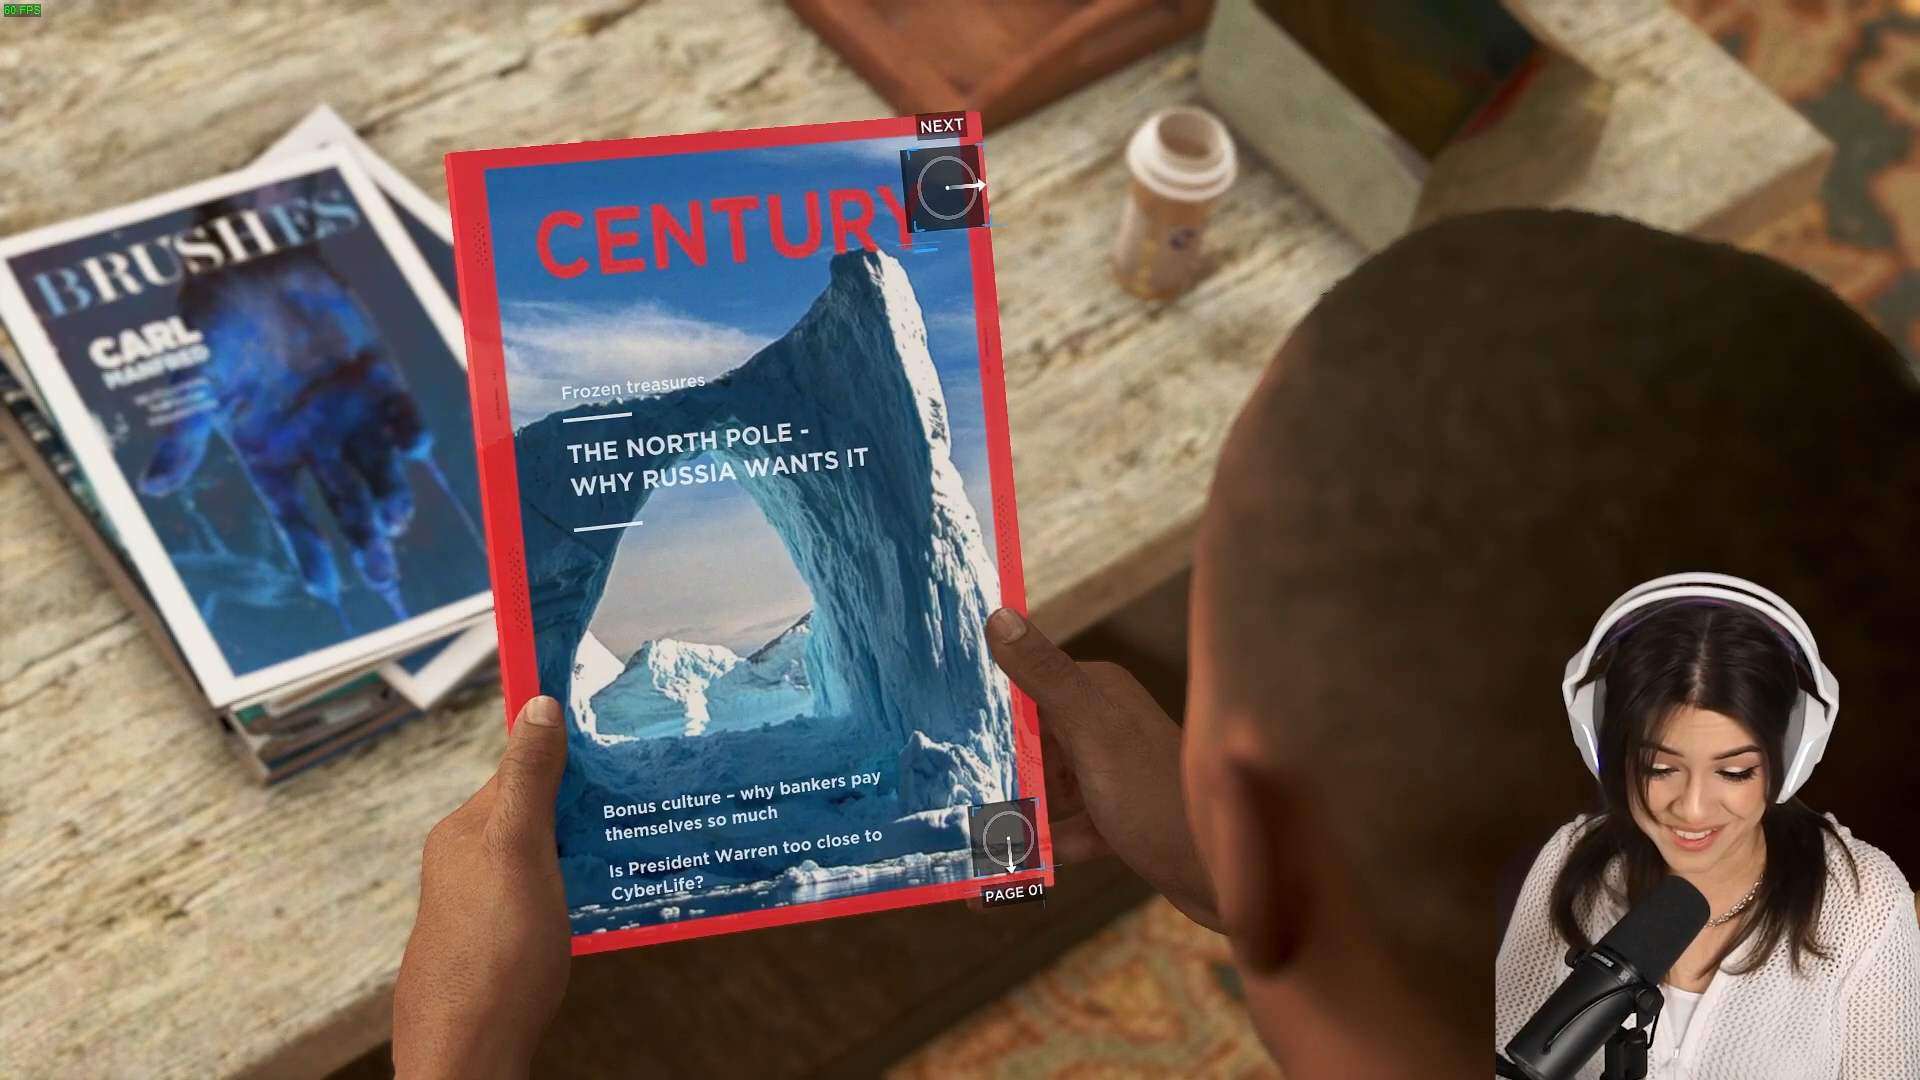 60 FPS
NEXT
CENTURY
Frozen treasures
THE NORTH POLE -
WHY RUSSIA WANTS IT
Bonus culture – why bankers pay
themselves so much
Is President Warren too close to
CyberLife?
PAGE 01
BRUSHES
CARL
MANFRED